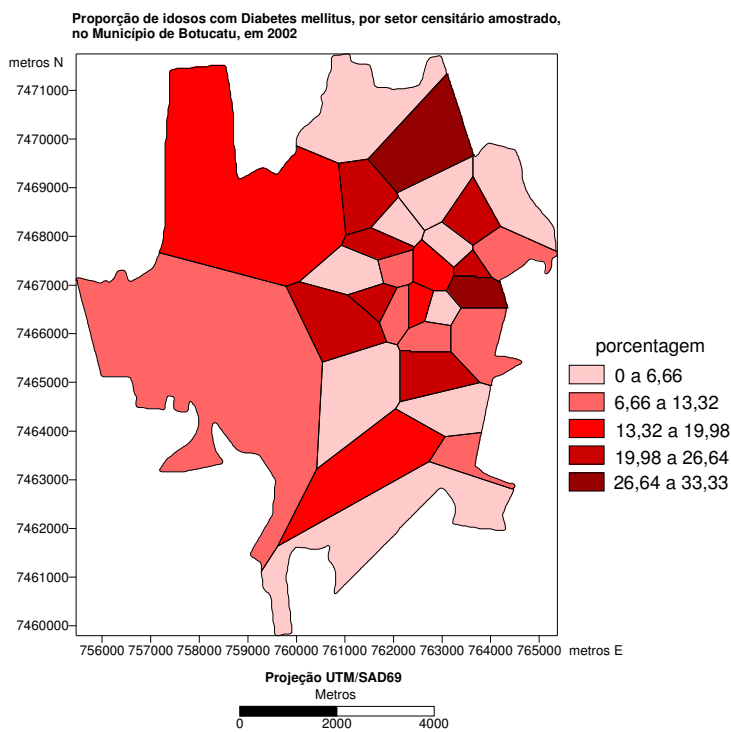 Proporção de idosos com Diabetes mellitus, por setor censitário amostrado,
no Município de Botucatu, em 2002
metros N
7471000
7470000
7469000
7468000
7467000
7466000
7465000
7464000
7463000
7462000
7461000
7460000
porcentagem
0 a 6,66
6,66 a 13,32
13,32 a 19,98
19,98 a 26,64
26,64 a 33,33
756000 757000 758000 759000 760000 761000 762000 763000 764000 765000 metros E
Projeção UTM/SAD69
Metros
0 2000 4000